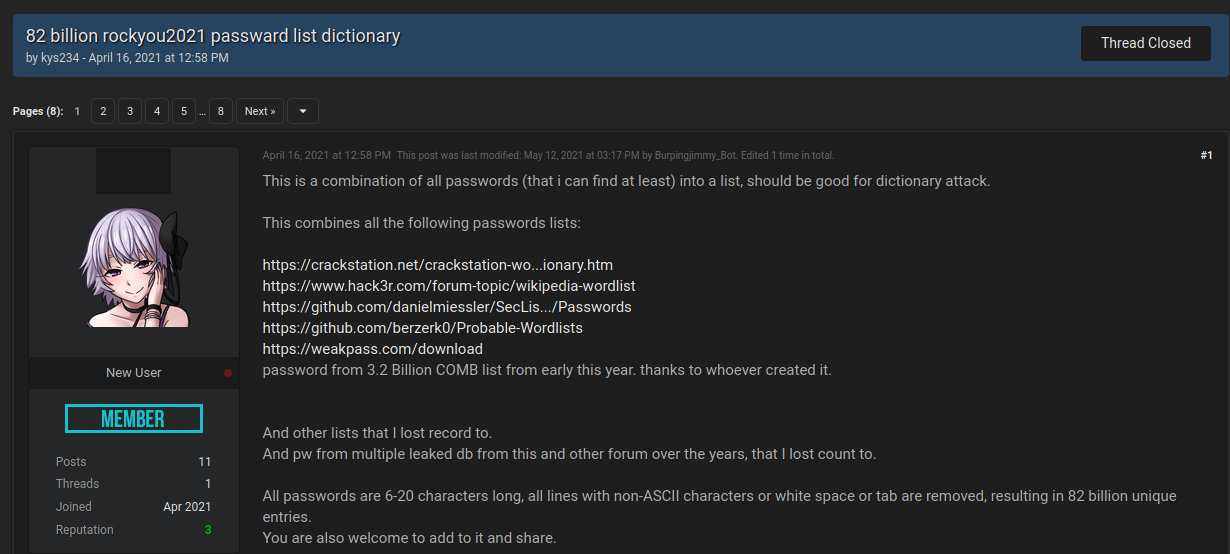 82 billion rockyou2021 passward list dictionary
by kys234 - April 16, 2021 at 12:58 PM
Thread Closed
Pages (8): 1 2 3 4 5 ... 8 Next »
April 16, 2021 at 12:58 PM This post was last modified: May 12, 2021 at 03:17 PM by Burpingjimmy_Bot. Edited 1 time in total.
#1
This is a combination of all passwords (that i can find at least) into a list, should be good for dictionary attack.
This combines all the following passwords lists:
https://crackstation.net/crackstation-wo...ionary.htm
https://www.hack3r.com/forum-topic/wikipedia-wordlist
https://github.com/danielmiessler/SecLis.../Passwords
https://github.com/berzerk0/Probable-Wordlists
https://weakpass.com/download
password from 3.2 Billion COMB list from early this year. thanks to whoever created it.
And other lists that I lost record to.
And pw from multiple leaked db from this and other forum over the years, that I lost count to.
All passwords are 6-20 characters long, all lines with non-ASCII characters or white space or tab are removed, resulting in 82 billion unique
entries.
You are also welcome to add to it and share.
New User
MEMBER
Posts 11
Threads 1
Joined Apr 2021
Reputation 3